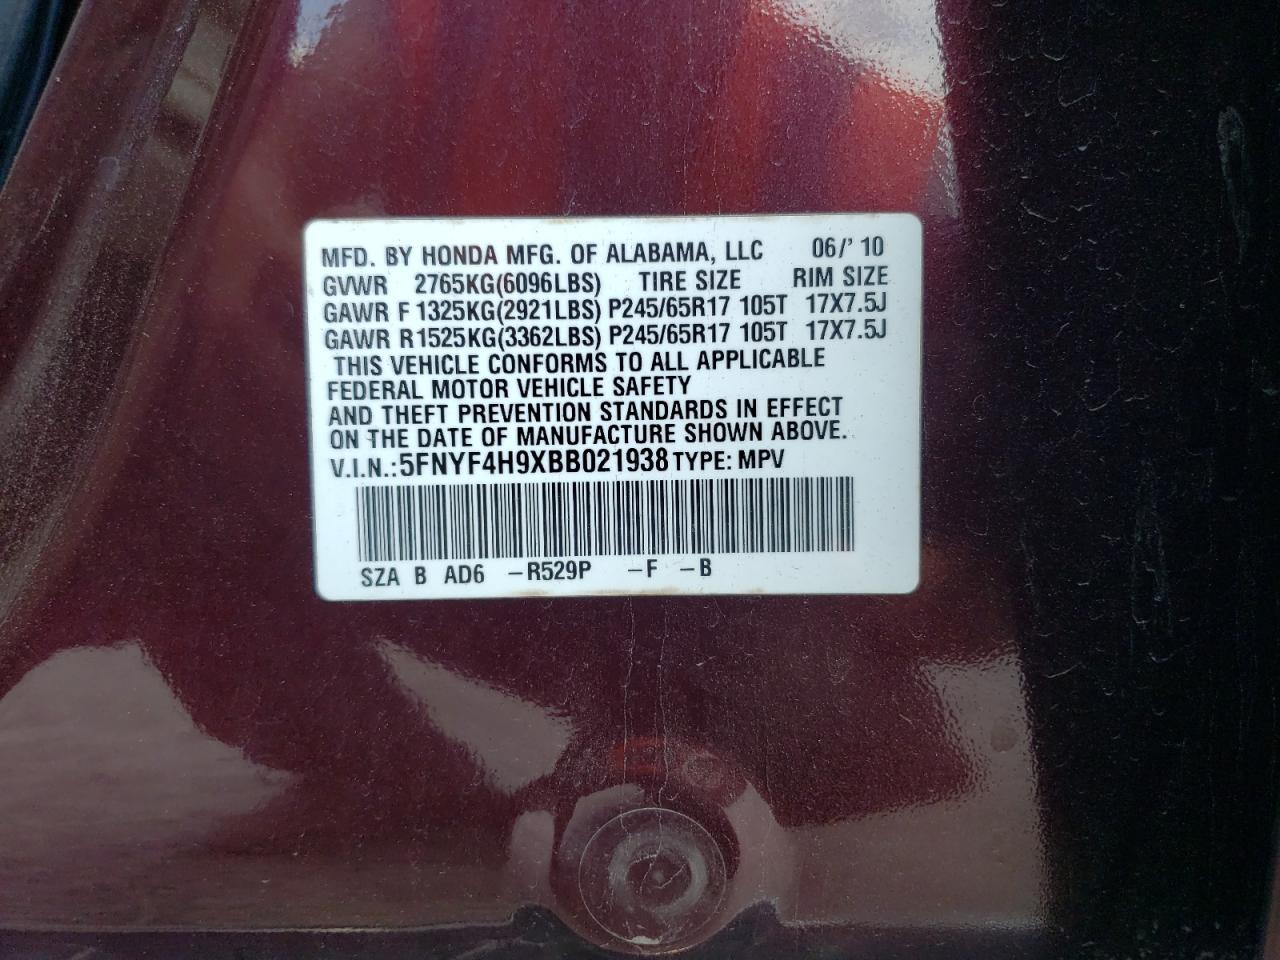 MFD. BY HONDA MFG. OF ALABAMA, LLC 06/' 10
GVWR 2765KG(6096LBS) TIRE SIZE RIM SIZE
GAWR F 1325KG(2921LBS) P245/65R17 105T 17X7.5J
GAWR R1525KG(3362LBS) P245/65R17 105T 17X7.5J
THIS VEHICLE CONFORMS TO ALL APPLICABLE
FEDERAL MOTOR VEHICLE SAFETY
AND THEFT PREVENTION STANDARDS IN EFFECT
ON THE DATE OF MANUFACTURE SHOWN ABOVE.
V.I.N.:5FNYF4H9XBB021938 TYPE: MPV
SZA B AD6 –R529P –F –B